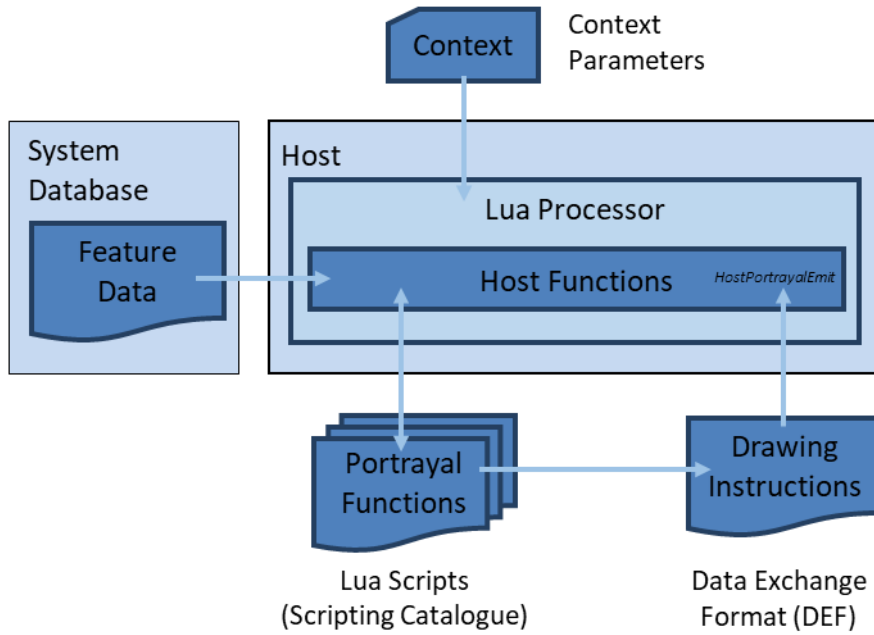 Context
Context
Parameters
System
Database
Feature
Data
Host
Lua Processor
Host Functions
HostPortrayalEmit
Portrayal
Functions
Drawing
Instructions
Lua Scripts
(Scripting Catalogue)
Data Exchange
Format (DEF)